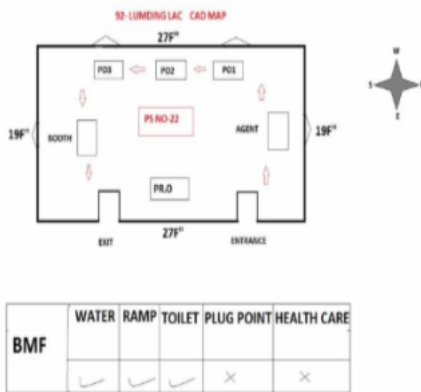 92- LUMDING LAC CAD MAP
27F"
W
PO3 PO2 PO1
S
E
19F" BOOTH PS NO-22 AGENT 19F"
PR.O
EXIT 27F" ENTRANCE
BMF WATER RAMP TOILET PLUG POINT HEALTH CARE